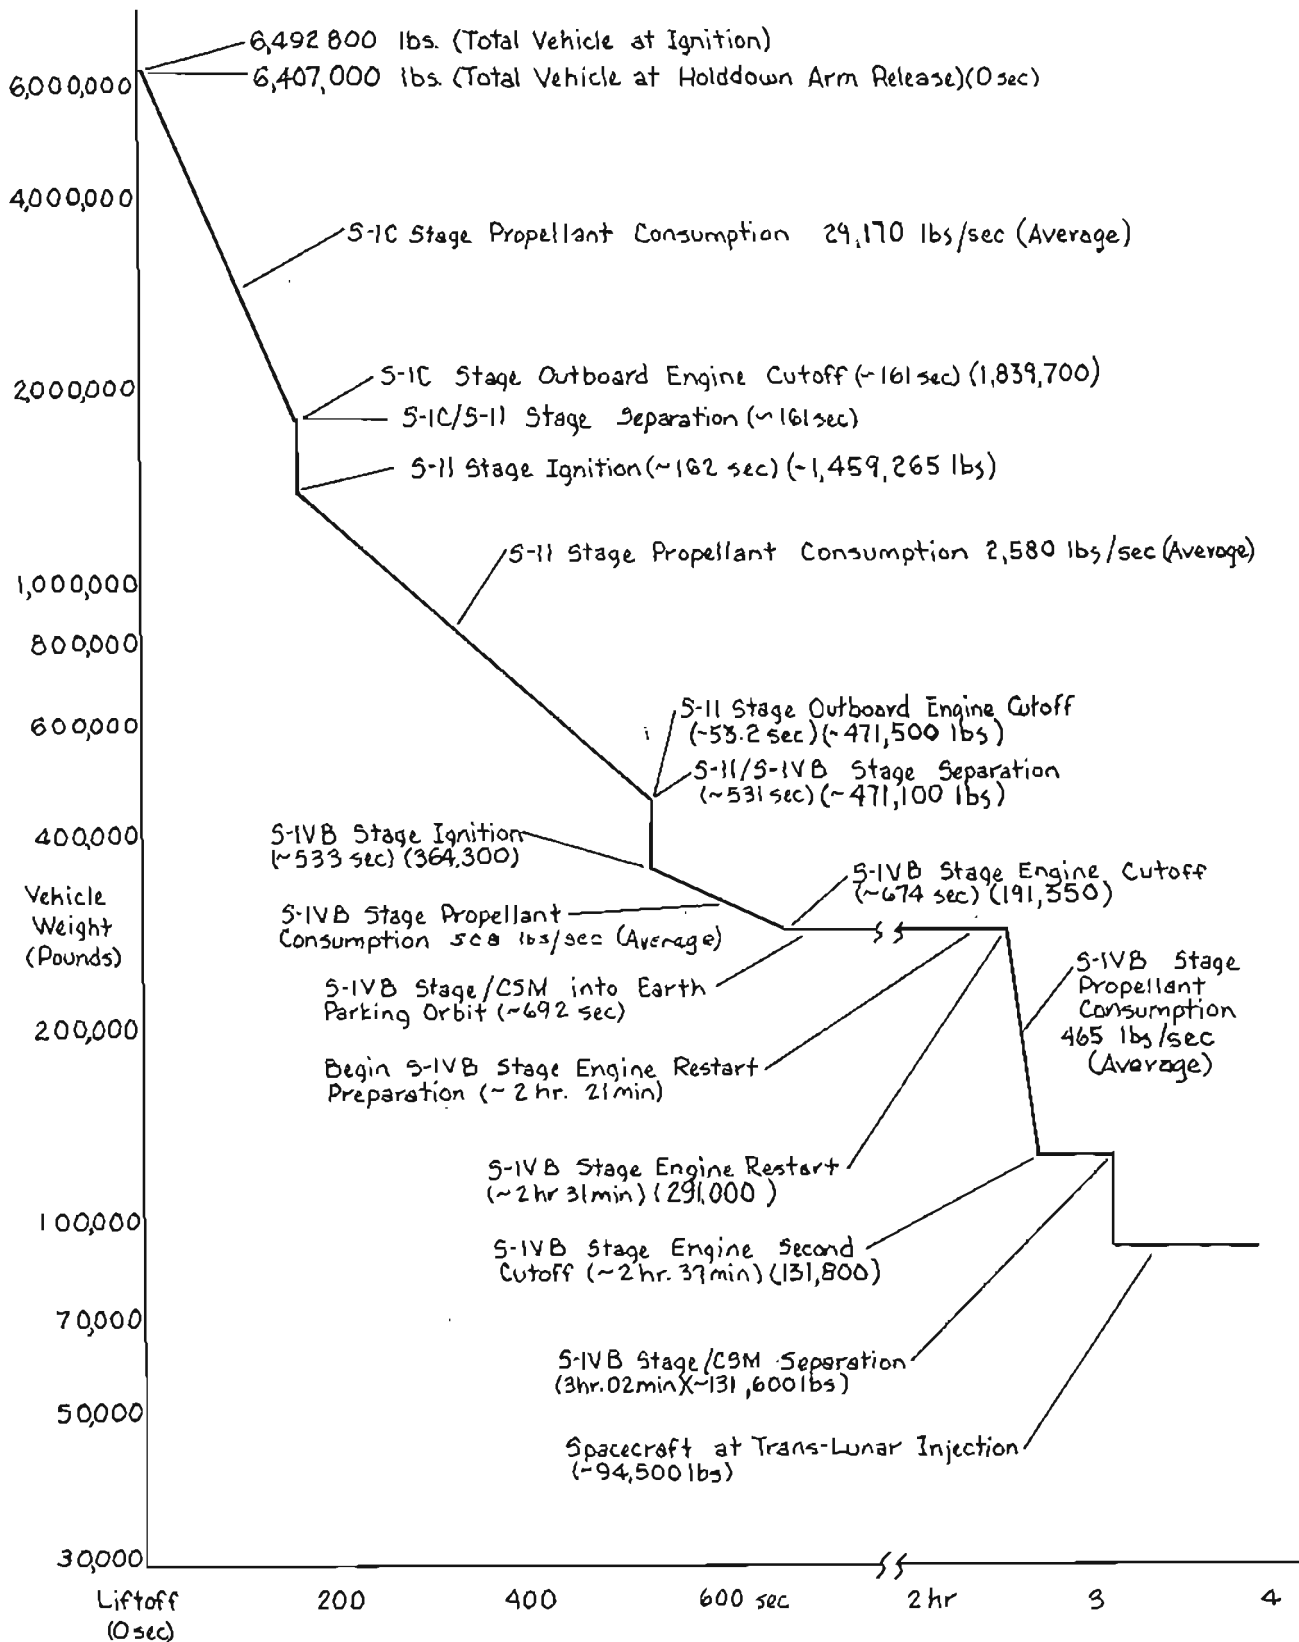 6,492 800 lbs. (Total Vehicle at Ignition)
6,407,000 lbs. (Total Vehicle at Holddown Arm Release)(0 sec)
6,000,000
4,000,000
S-IC Stage Propellant Consumption 29,170 lbs/sec (Average)
S-IC Stage Outboard Engine Cutoff (~161 sec) (1,839,700)
2,000,000
S-IC/S-II Stage Separation (~161 sec)
S-II Stage Ignition (~162 sec) (~1,459,265 lbs)
S-II Stage Propellant Consumption 2,580 lbs/sec (Average)
1,000,000
800,000
600,000
S-II Stage Outboard Engine Cutoff
(~53.2 sec) (~471,500 lbs)
S-II/S-IVB Stage Separation
(~531 sec) (~471,100 lbs)
400,000
S-IVB Stage Ignition
(~533 sec) (364,300)
S-IVB Stage Engine Cutoff
(~674 sec) (191,350)
Vehicle
Weight
(Pounds)
S-IVB Stage Propellant
Consumption lbs/sec (Average)
S-IVB Stage
Propellant
Consumption
465 lbs/sec
(Average)
S-IVB Stage/CSM into Earth
Parking Orbit (~692 sec)
200,000
Begin S-IVB Stage Engine Restart
Preparation (~2 hr. 21 min)
S-IVB Stage Engine Restart
(~2 hr 31 min) (291,000 )
100,000
S-IVB Stage Engine Second
Cutoff (~2 hr. 37 min) (131,800)
70,000
S-IVB Stage/CSM Separation
(3 hr. 02 min)(~131,600 lbs)
50,000
Spacecraft at Trans-Lunar Injection
(~94,500 lbs)
30,000
Liftoff
(0 sec)
200
400
600 sec
2 hr
3
4